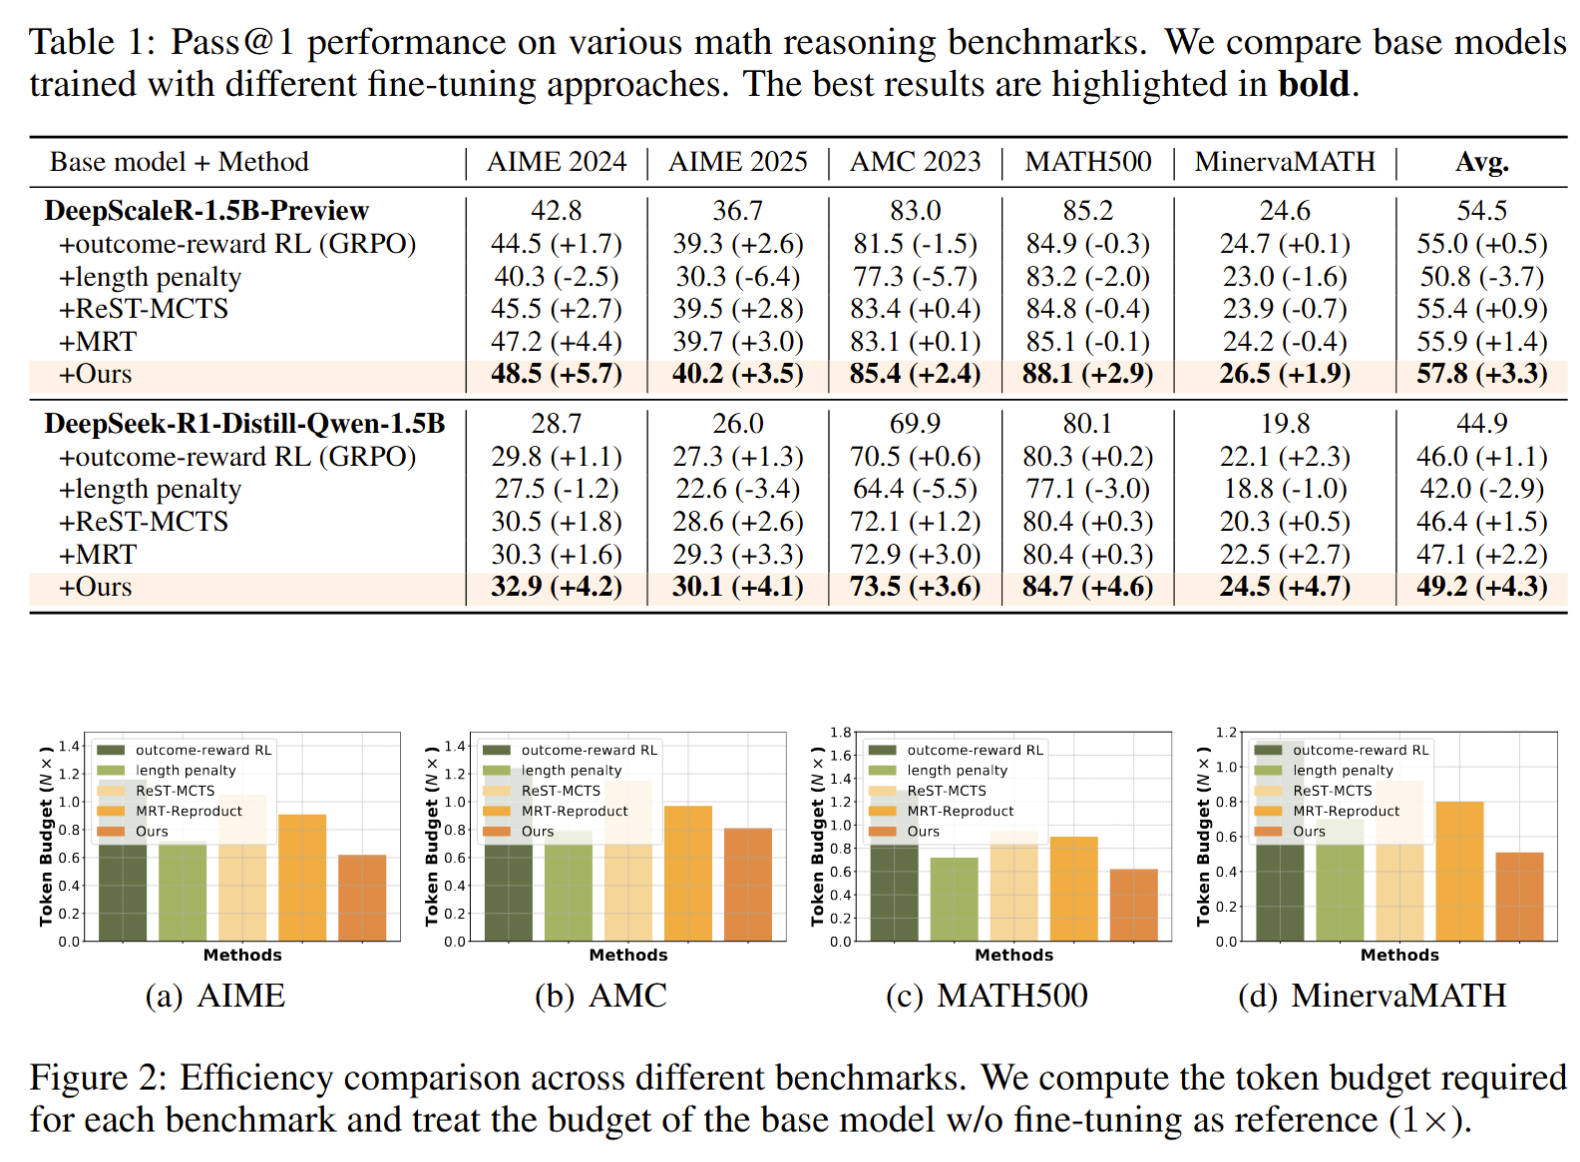 Table 1: Pass@1 performance on various math reasoning benchmarks. We compare base models
trained with different fine-tuning approaches. The best results are highlighted in bold.
Base model + Method AIME 2024 AIME 2025 AMC 2023 MATH500 MinervaMATH Avg.
DeepScaleR-1.5B-Preview 42.8 36.7 83.0 85.2 24.6 54.5
+outcome-reward RL (GRPO) 44.5 (+1.7) 39.3 (+2.6) 81.5 (-1.5) 84.9 (-0.3) 24.7 (+0.1) 55.0 (+0.5)
+length penalty 40.3 (-2.5) 30.3 (-6.4) 77.3 (-5.7) 83.2 (-2.0) 23.0 (-1.6) 50.8 (-3.7)
+ReST-MCTS 45.5 (+2.7) 39.5 (+2.8) 83.4 (+0.4) 84.8 (-0.4) 23.9 (-0.7) 55.4 (+0.9)
+MRT 47.2 (+4.4) 39.7 (+3.0) 83.1 (+0.1) 85.1 (-0.1) 24.2 (-0.4) 55.9 (+1.4)
+Ours 48.5 (+5.7) 40.2 (+3.5) 85.4 (+2.4) 88.1 (+2.9) 26.5 (+1.9) 57.8 (+3.3)
DeepSeek-R1-Distill-Qwen-1.5B 28.7 26.0 69.9 80.1 19.8 44.9
+outcome-reward RL (GRPO) 29.8 (+1.1) 27.3 (+1.3) 70.5 (+0.6) 80.3 (+0.2) 22.1 (+2.3) 46.0 (+1.1)
+length penalty 27.5 (-1.2) 22.6 (-3.4) 64.4 (-5.5) 77.1 (-3.0) 18.8 (-1.0) 42.0 (-2.9)
+ReST-MCTS 30.5 (+1.8) 28.6 (+2.6) 72.1 (+1.2) 80.4 (+0.3) 20.3 (+0.5) 46.4 (+1.5)
+MRT 30.3 (+1.6) 29.3 (+3.3) 72.9 (+3.0) 80.4 (+0.3) 22.5 (+2.7) 47.1 (+2.2)
+Ours 32.9 (+4.2) 30.1 (+4.1) 73.5 (+3.6) 84.7 (+4.6) 24.5 (+4.7) 49.2 (+4.3)
Token Budget (N ×)
1.4
1.2
1.0
0.8
0.6
0.4
0.2
0.0
outcome-reward RL
length penalty
ReST-MCTS
MRT-Reproduct
Ours
Methods
(a) AIME
Token Budget (N ×)
1.4
1.2
1.0
0.8
0.6
0.4
0.2
0.0
outcome-reward RL
length penalty
ReST-MCTS
MRT-Reproduct
Ours
Methods
(b) AMC
Token Budget (N ×)
1.8
1.6
1.4
1.2
1.0
0.8
0.6
0.4
0.2
0.0
outcome-reward RL
length penalty
ReST-MCTS
MRT-Reproduct
Ours
Methods
(c) MATH500
Token Budget (N ×)
1.2
1.0
0.8
0.6
0.4
0.2
0.0
outcome-reward RL
length penalty
ReST-MCTS
MRT-Reproduct
Ours
Methods
(d) MinervaMATH
Figure 2: Efficiency comparison across different benchmarks. We compute the token budget required
for each benchmark and treat the budget of the base model w/o fine-tuning as reference (1×).